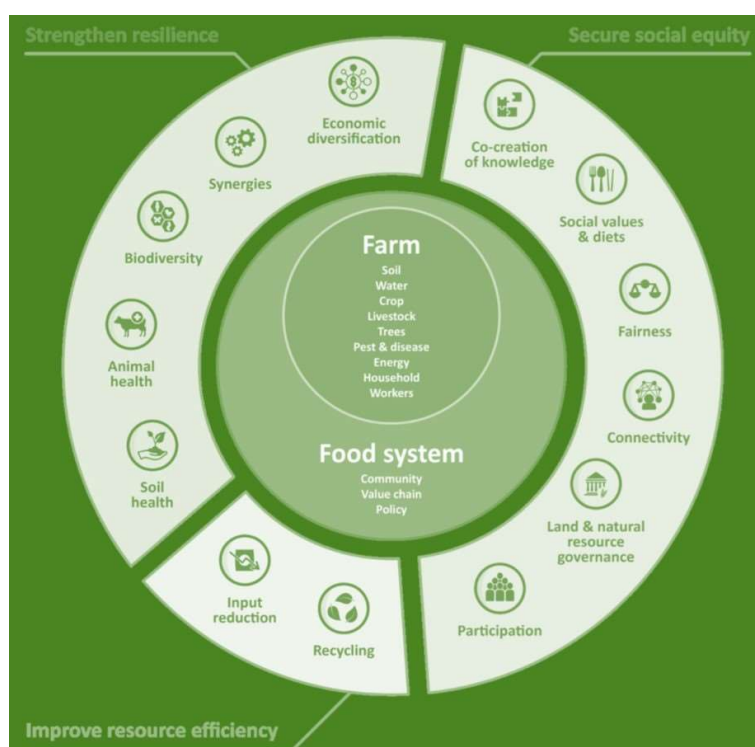 Strengthen resilience
Secure social equity
Economic
diversification
Synergies
Biodiversity
Animal
health
Soil
health
Co-creation
of knowledge
Social values
& diets
Fairness
Connectivity
Land & natural
resource
governance
Participation
Input
reduction
Recycling
Farm
Soil
Water
Crop
Livestock
Trees
Pest & disease
Energy
Household
Workers
Food system
Community
Value chain
Policy
Improve resource efficiency